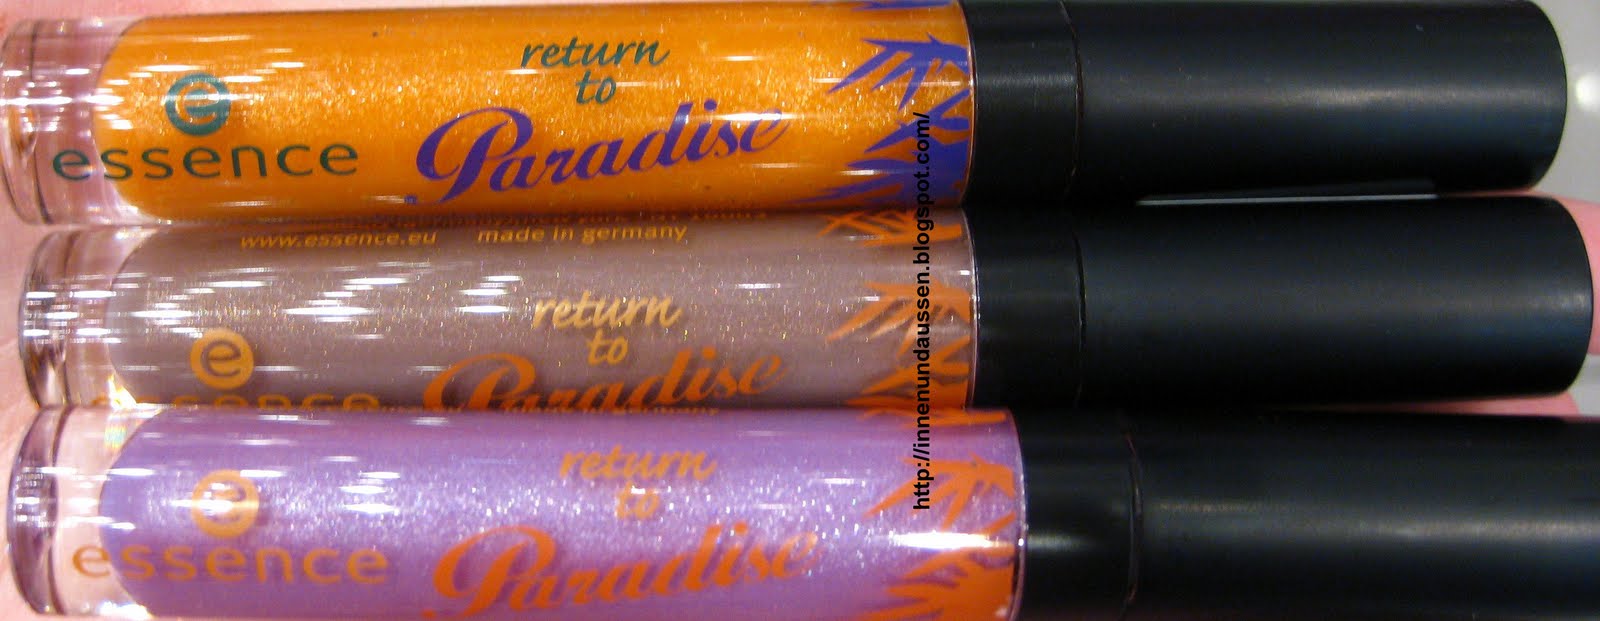 return
to
Paradise
e
essence
www.essence.eu made in germany
return
to
Paradise
e
essence
return
to
Paradise
e
essence
http://innenundaussen.blogspot.com/